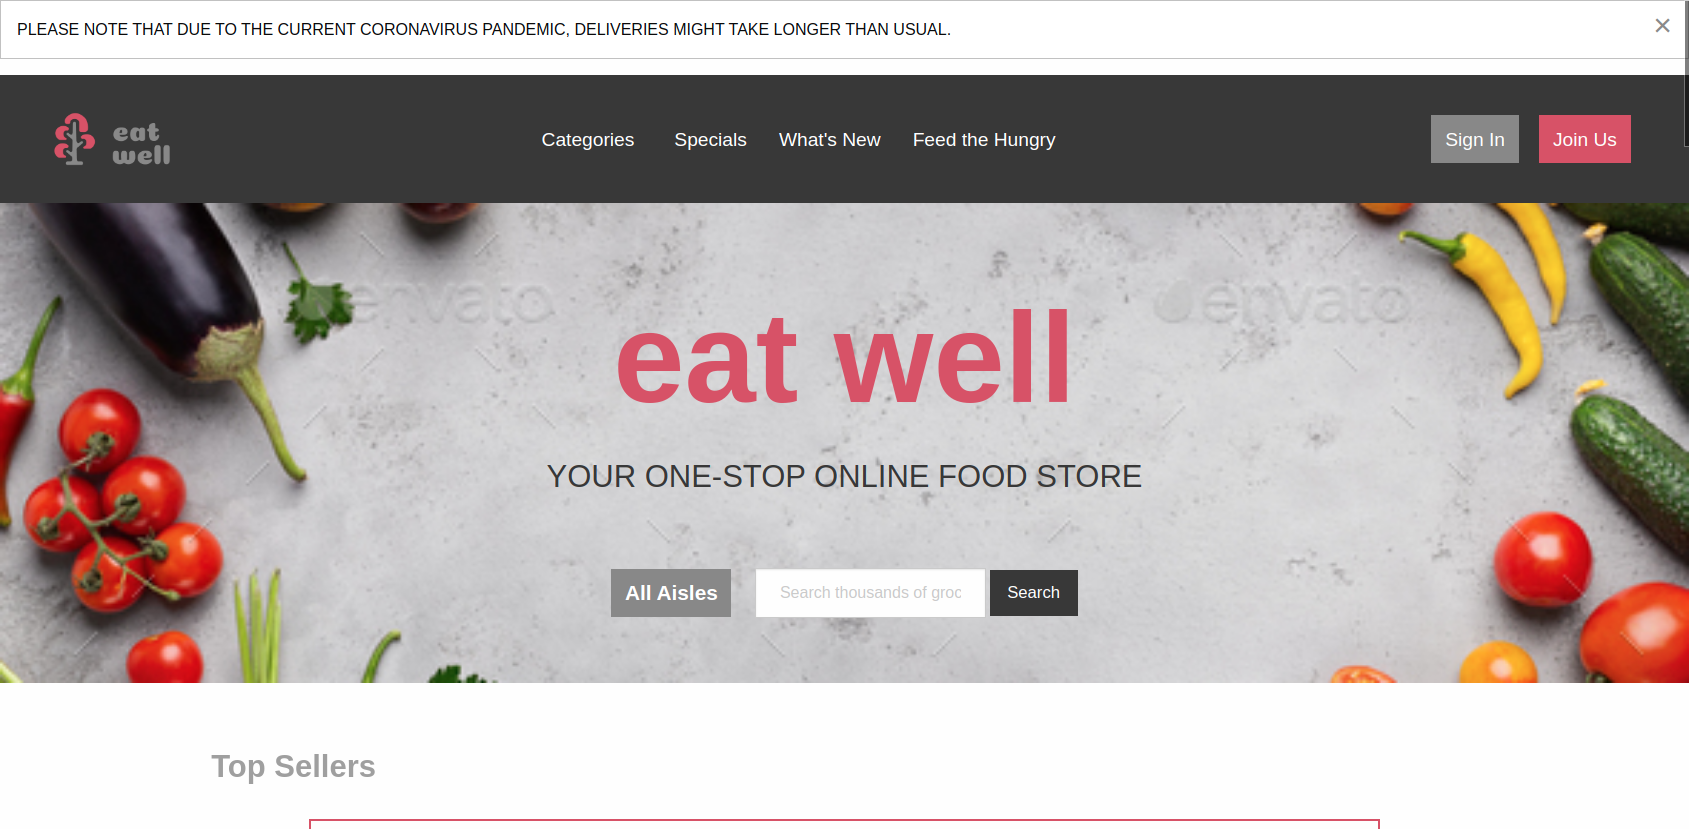 PLEASE NOTE THAT DUE TO THE CURRENT CORONAVIRUS PANDEMIC, DELIVERIES MIGHT TAKE LONGER THAN USUAL.
×
eat
well
Categories Specials What's New Feed the Hungry
Sign In Join Us
envato envato
eat well
YOUR ONE-STOP ONLINE FOOD STORE
All Aisles Search thousands of groc Search
Top Sellers